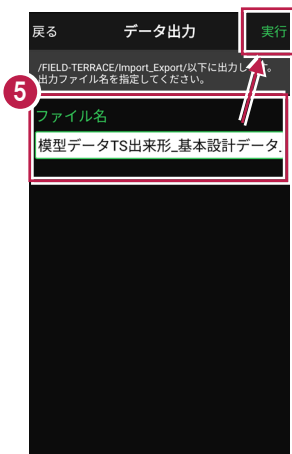 戻る データ出力 実行
/FIELD-TERRACE/Import_Export/以下に出力します。
出力ファイル名を指定してください。
5
ファイル名
模型データTS出来形_基本設計データ_